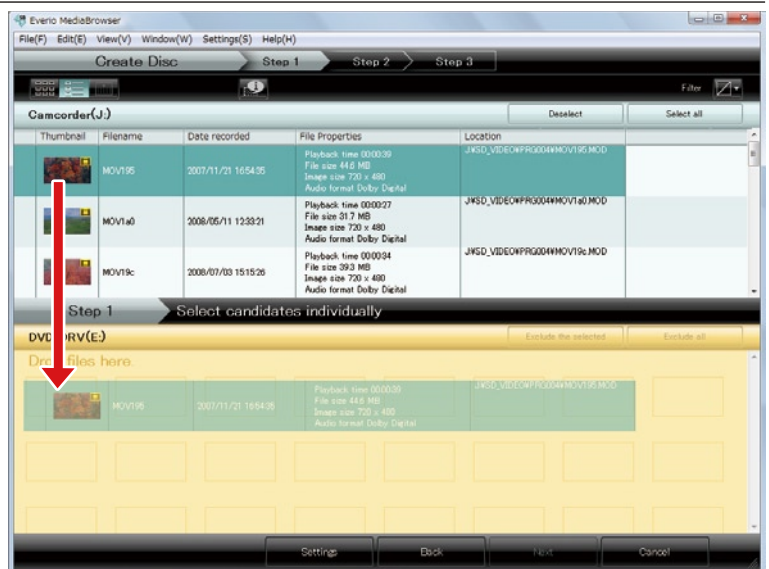 Everio MediaBrowser
File(F) Edit(E) View(V) Window(W) Settings(S) Help(H)
Create Disc Step 1 Step 2 Step 3
Filter
Camcorder(J:) Deselect Select all
Thumbnail Filename Date recorded File Properties Location
MOV195 2007/11/21 16:54:35 Playback time 00:00:39 J:¥SD_VIDEO¥PRG004¥MOV195.MOD
File size 44.6 MB
Image size 720 x 480
Audio format Dolby Digital
MOV1a0 2008/05/11 12:33:21 Playback time 00:00:27 J:¥SD_VIDEO¥PRG004¥MOV1a0.MOD
File size 31.7 MB
Image size 720 x 480
Audio format Dolby Digital
MOV19c 2008/07/03 15:15:26 Playback time 00:00:34 J:¥SD_VIDEO¥PRG004¥MOV19c.MOD
File size 39.3 MB
Image size 720 x 480
Audio format Dolby Digital
Step 1 Select candidates individually
DVD DRV(E:) Exclude the selected Exclude all
files here.
MOV195 2007/11/21 16:54:35 Playback time 00:00:39 J:¥SD_VIDEO¥PRG004¥MOV195.MOD
File size 44.6 MB
Image size 720 x 480
Audio format Dolby Digital
Settings Back Next Cancel